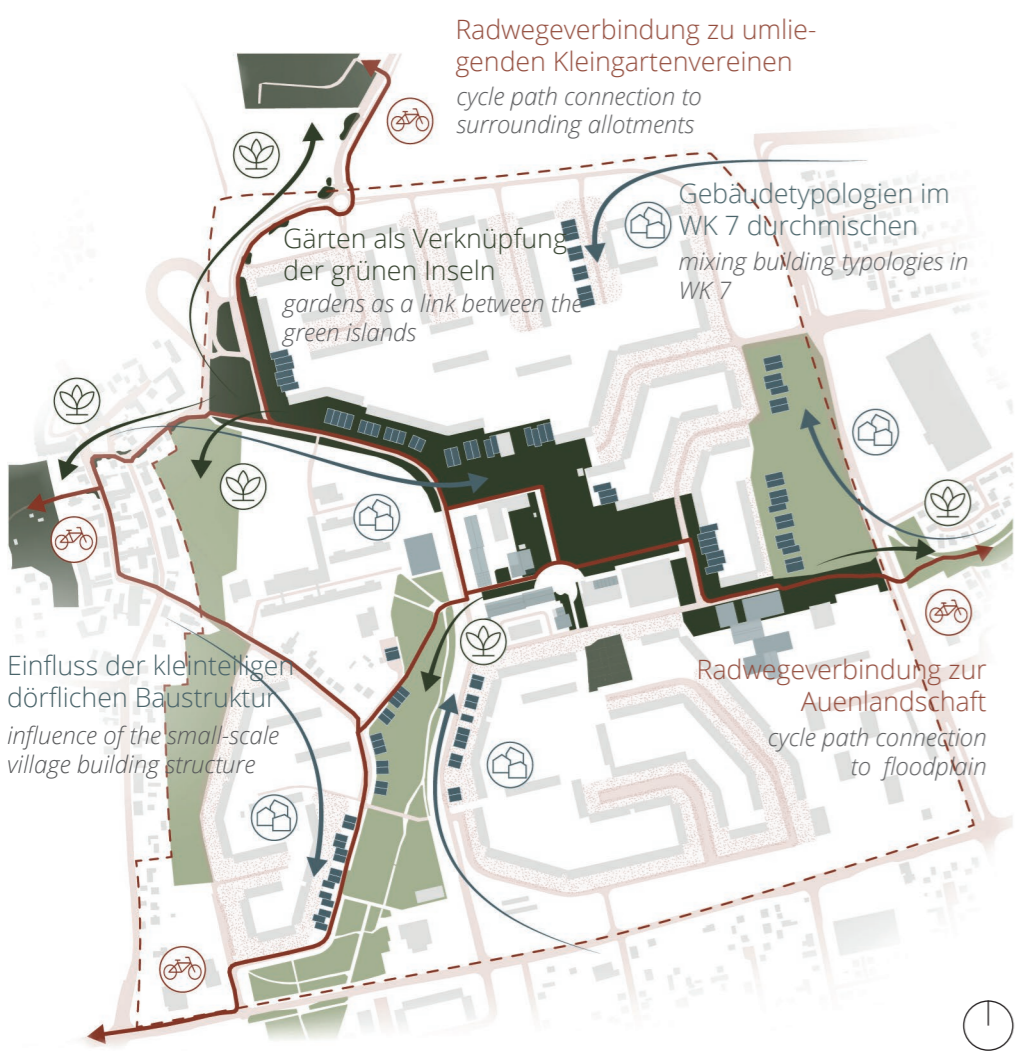 Radwegeverbindung zu umlie-
genden Kleingartenvereinen
cycle path connection to
surrounding allotments
Gebäudetypologien im
WK 7 durchmischen
mixing building typologies in
WK 7
Gärten als Verknüpfung
der grünen Inseln
gardens as a link between the
green islands
Einfluss der kleinteiligen
dörflichen Baustruktur
influence of the small-scale
village building structure
Radwegeverbindung zur
Auenlandschaft
cycle path connection
to floodplain